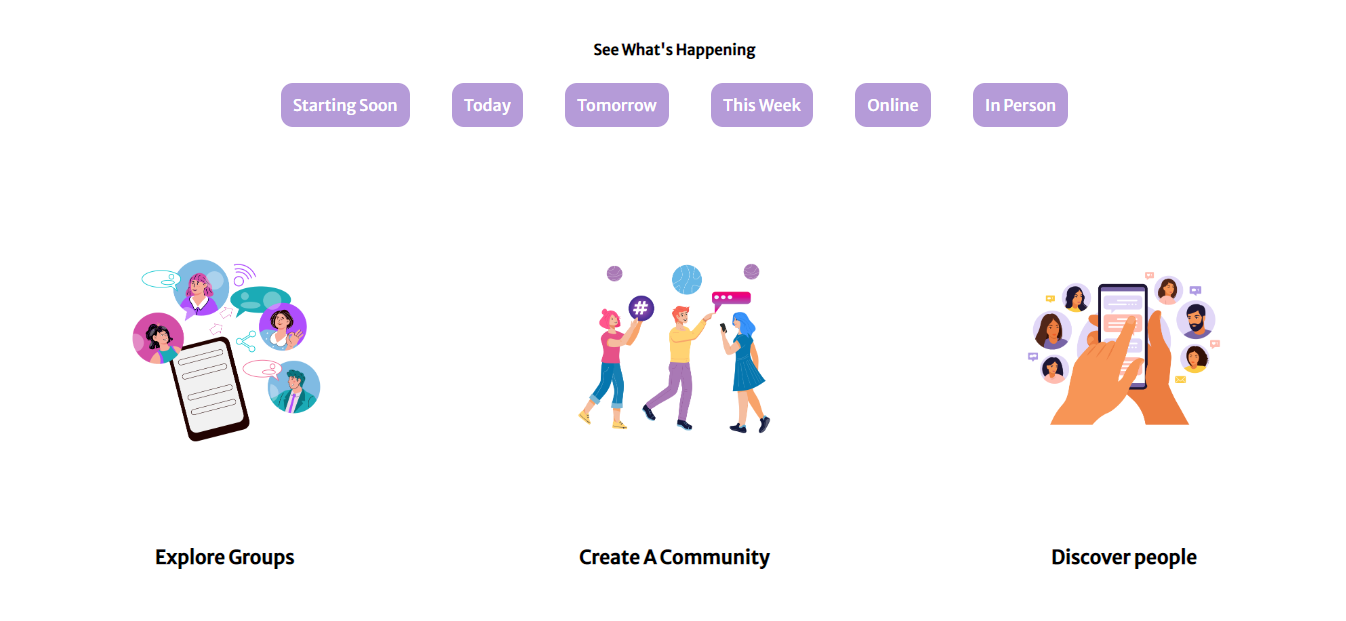 See What's Happening
Starting Soon Today Tomorrow This Week Online In Person
#
Explore Groups Create A Community Discover people